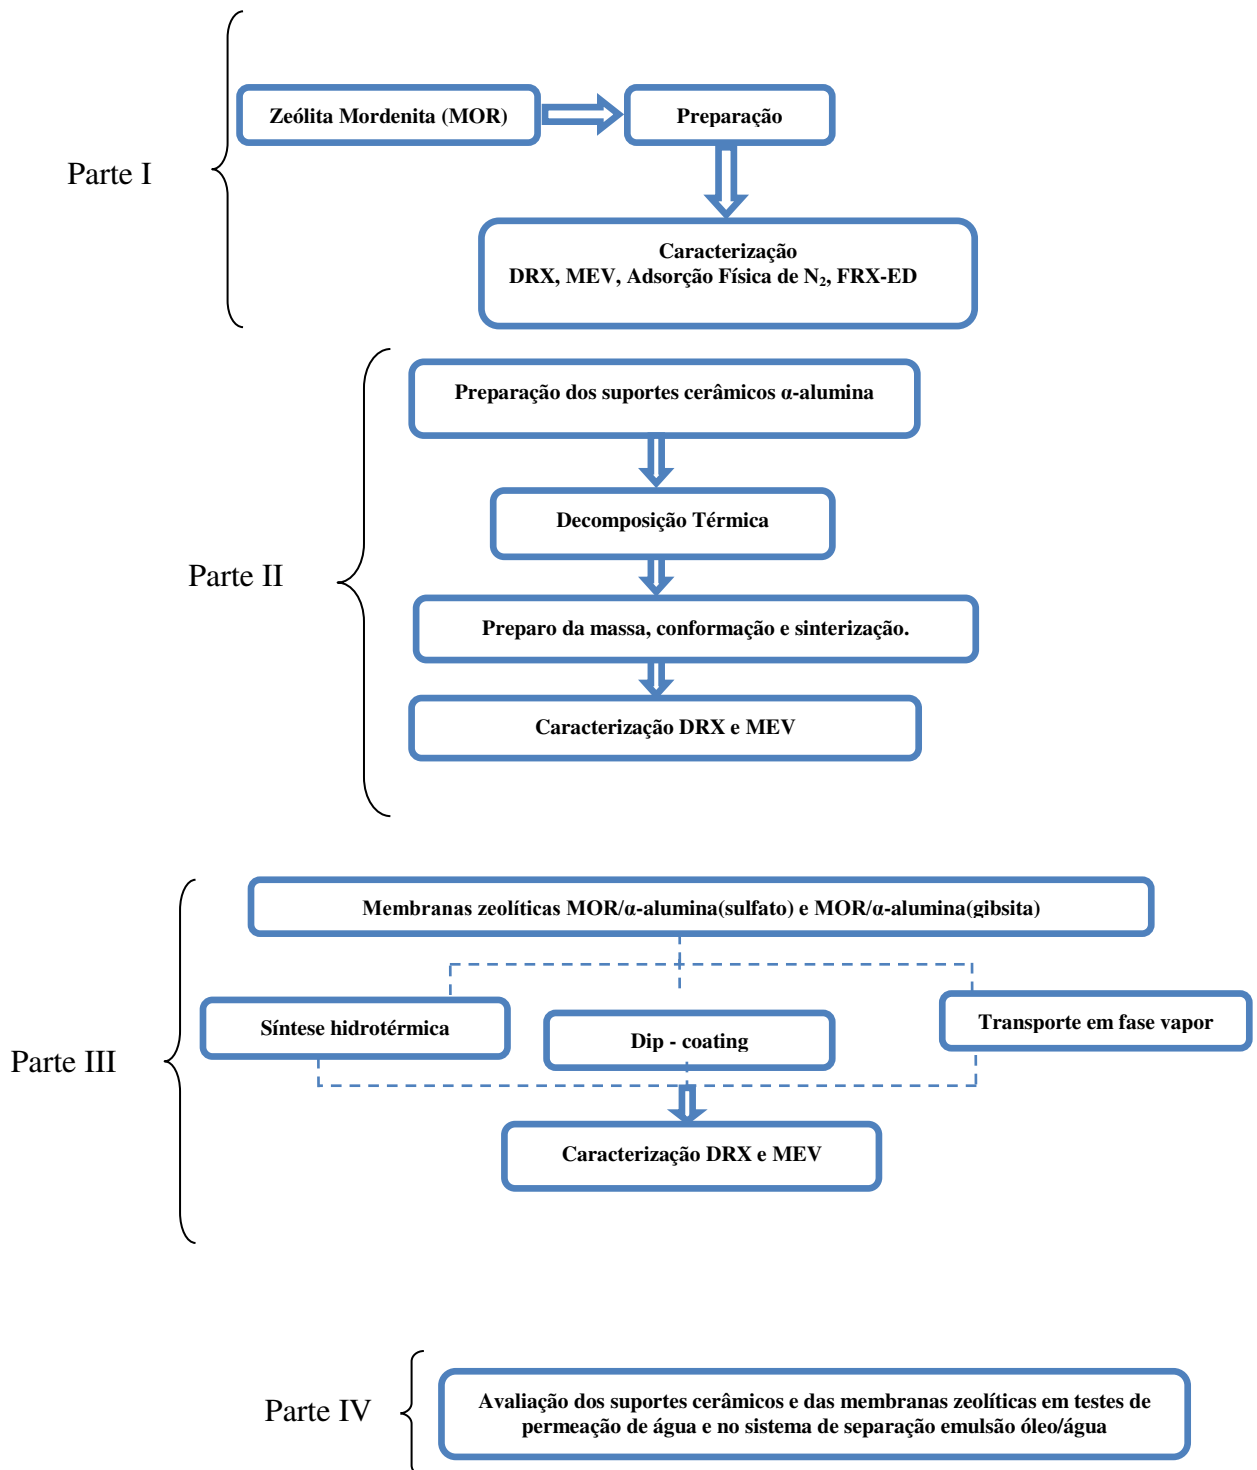 Parte I
Zeólita Mordenita (MOR)
Preparação
Caracterização
DRX, MEV, Adsorção Física de N₂, FRX-ED
Parte II
Preparação dos suportes cerâmicos α-alumina
Decomposição Térmica
Preparo da massa, conformação e sinterização.
Caracterização DRX e MEV
Parte III
Membranas zeolíticas MOR/α-alumina(sulfato) e MOR/α-alumina(gibsita)
Síntese hidrotérmica
Dip - coating
Transporte em fase vapor
Caracterização DRX e MEV
Parte IV
Avaliação dos suportes cerâmicos e das membranas zeolíticas em testes de
permeação de água e no sistema de separação emulsão óleo/água